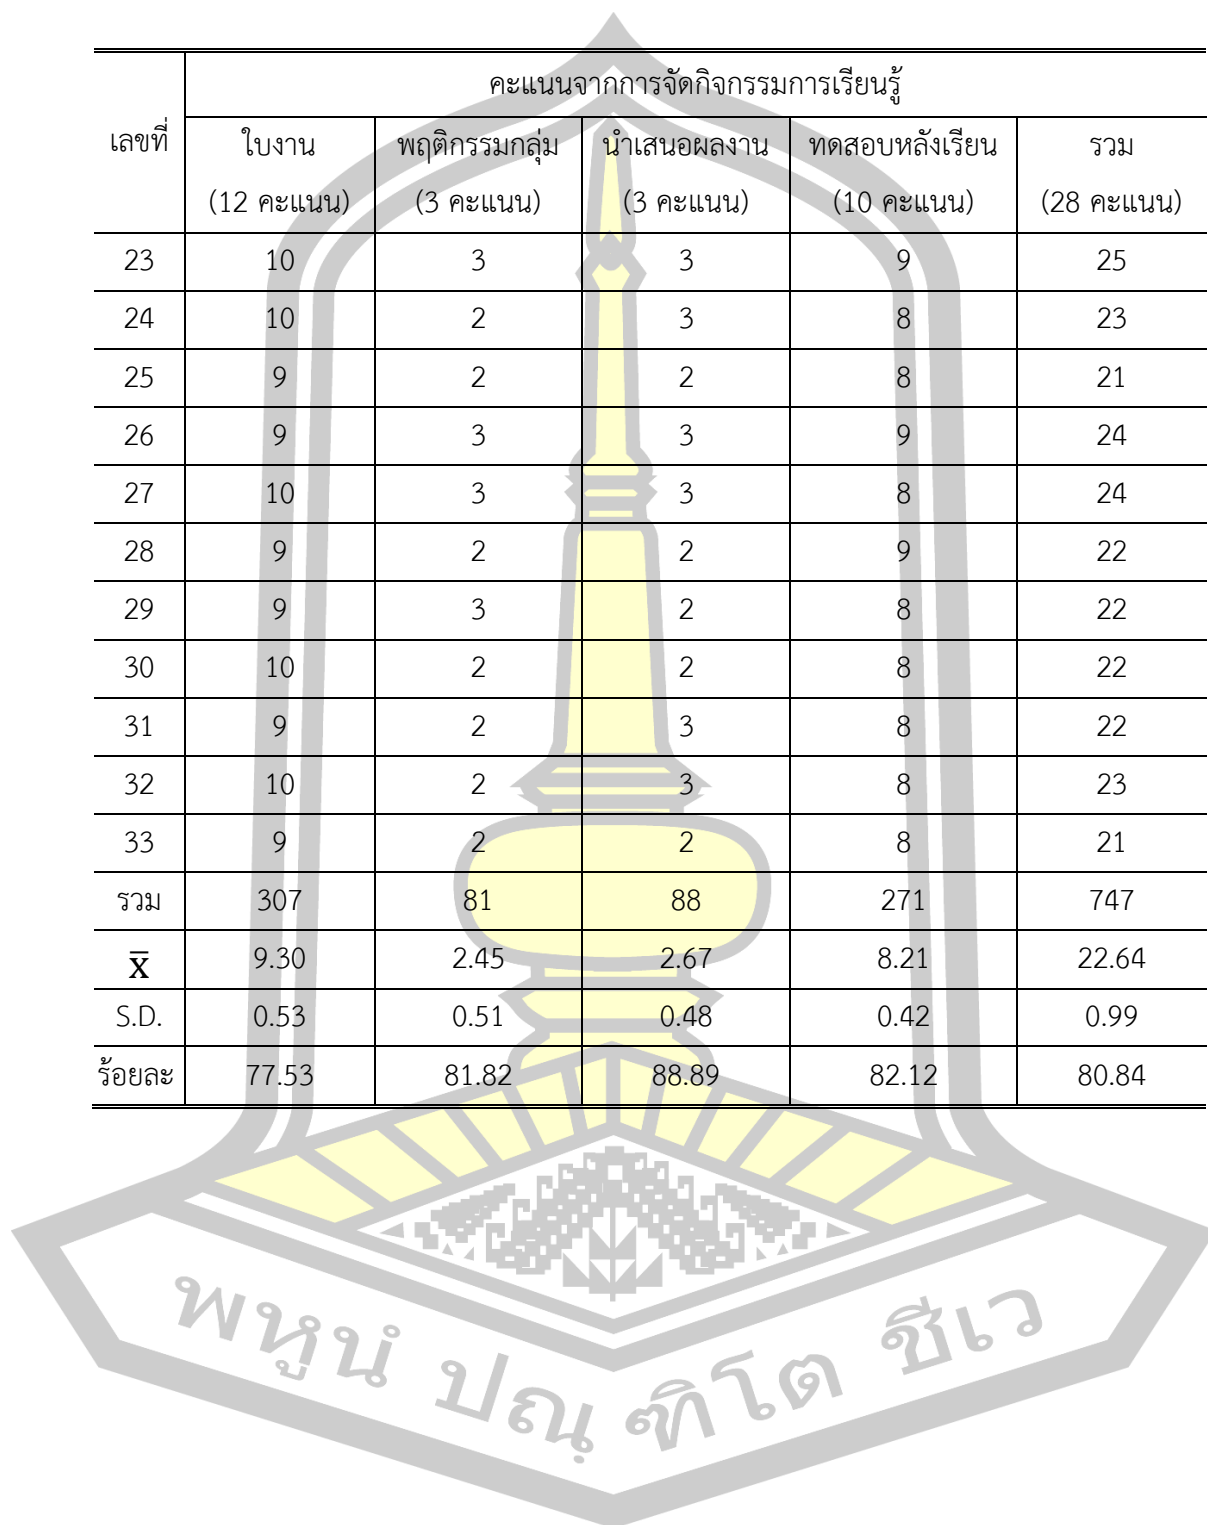 คะแนนจากการจัดกิจกรรมการเรียนรู้
เลขที่ ใบงาน พฤติกรรมกลุ่ม นำเสนอผลงาน ทดสอบหลังเรียน รวม
(12 คะแนน) (3 คะแนน) (3 คะแนน) (10 คะแนน) (28 คะแนน)
23 10 3 3 9 25
24 10 2 3 8 23
25 9 2 2 8 21
26 9 3 3 9 24
27 10 3 3 8 24
28 9 2 2 9 22
29 9 3 2 8 22
30 10 2 2 8 22
31 9 2 3 8 22
32 10 2 3 8 23
33 9 2 2 8 21
รวม 307 81 88 271 747
x̅ 9.30 2.45 2.67 8.21 22.64
S.D. 0.53 0.51 0.48 0.42 0.99
ร้อยละ 77.53 81.82 88.89 82.12 80.84
พหูนํ ปณฺฑิโต ชีเว